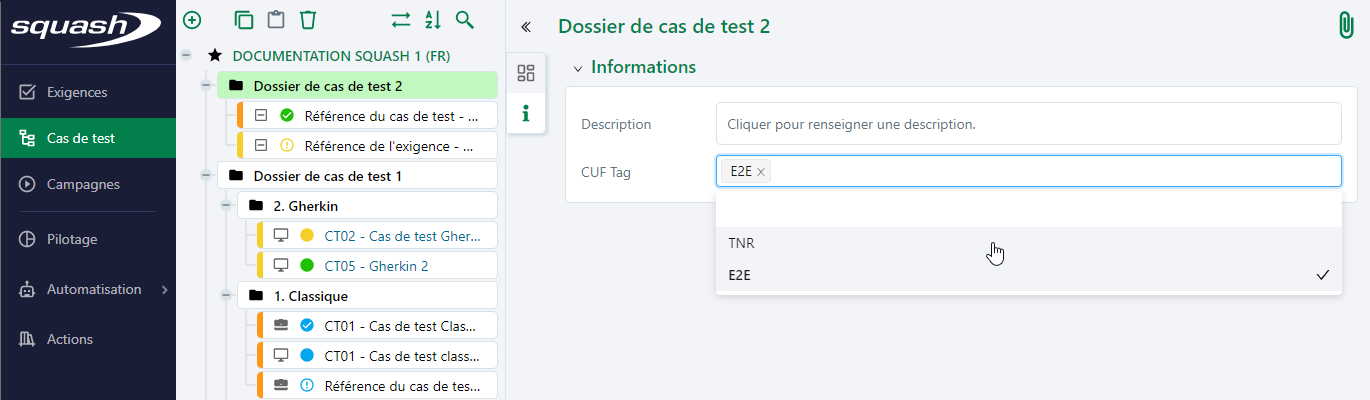 squash
Exigences
Cas de test
Campagnes
Pilotage
Automatisation
Actions
DOCUMENTATION SQUASH 1 (FR)
Dossier de cas de test 2
Référence du cas de test - ...
Référence de l'exigence - ...
Dossier de cas de test 1
2. Gherkin
CT02 - Cas de test Gher...
CT05 - Gherkin 2
1. Classique
CT01 - Cas de test Clas...
CT01 - Cas de test class...
Référence du cas de tes...
Dossier de cas de test 2
Informations
Description
Cliquer pour renseigner une description.
CUF Tag
E2E
TNR
E2E